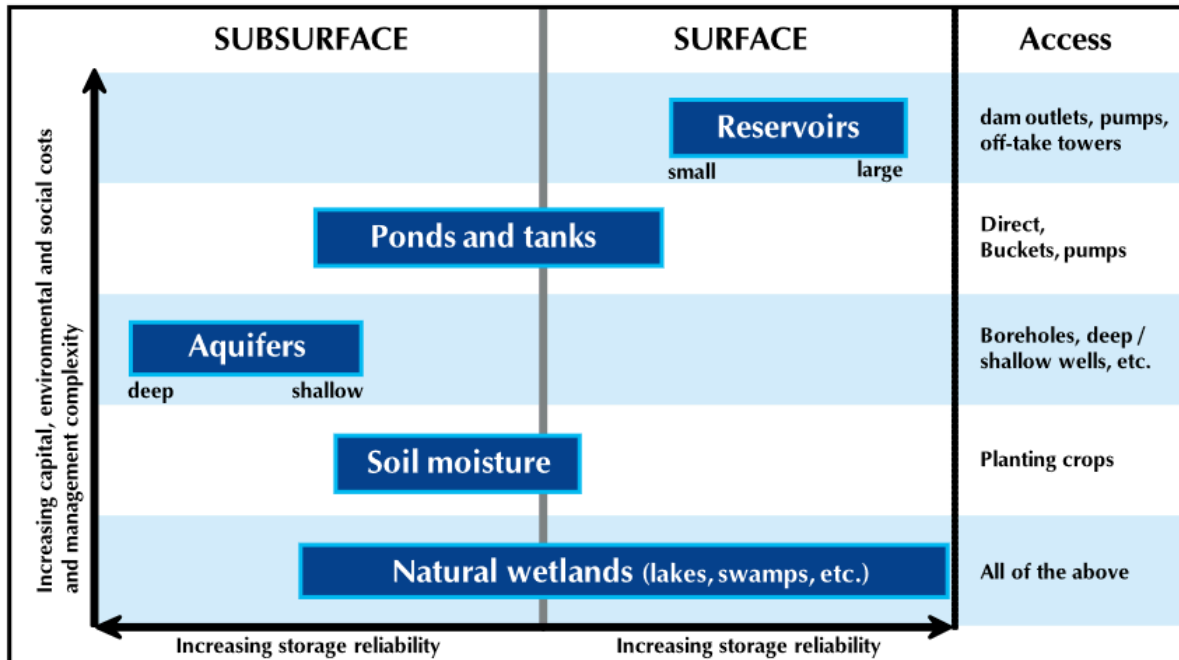 SUBSURFACE
SURFACE
Access
Increasing capital, environmental and social costs
and management complexity
Reservoirs
small
large
dam outlets, pumps,
off-take towers
Ponds and tanks
Direct,
Buckets, pumps
Aquifers
deep
shallow
Boreholes, deep /
shallow wells, etc.
Soil moisture
Planting crops
Natural wetlands (lakes, swamps, etc.)
All of the above
Increasing storage reliability
Increasing storage reliability